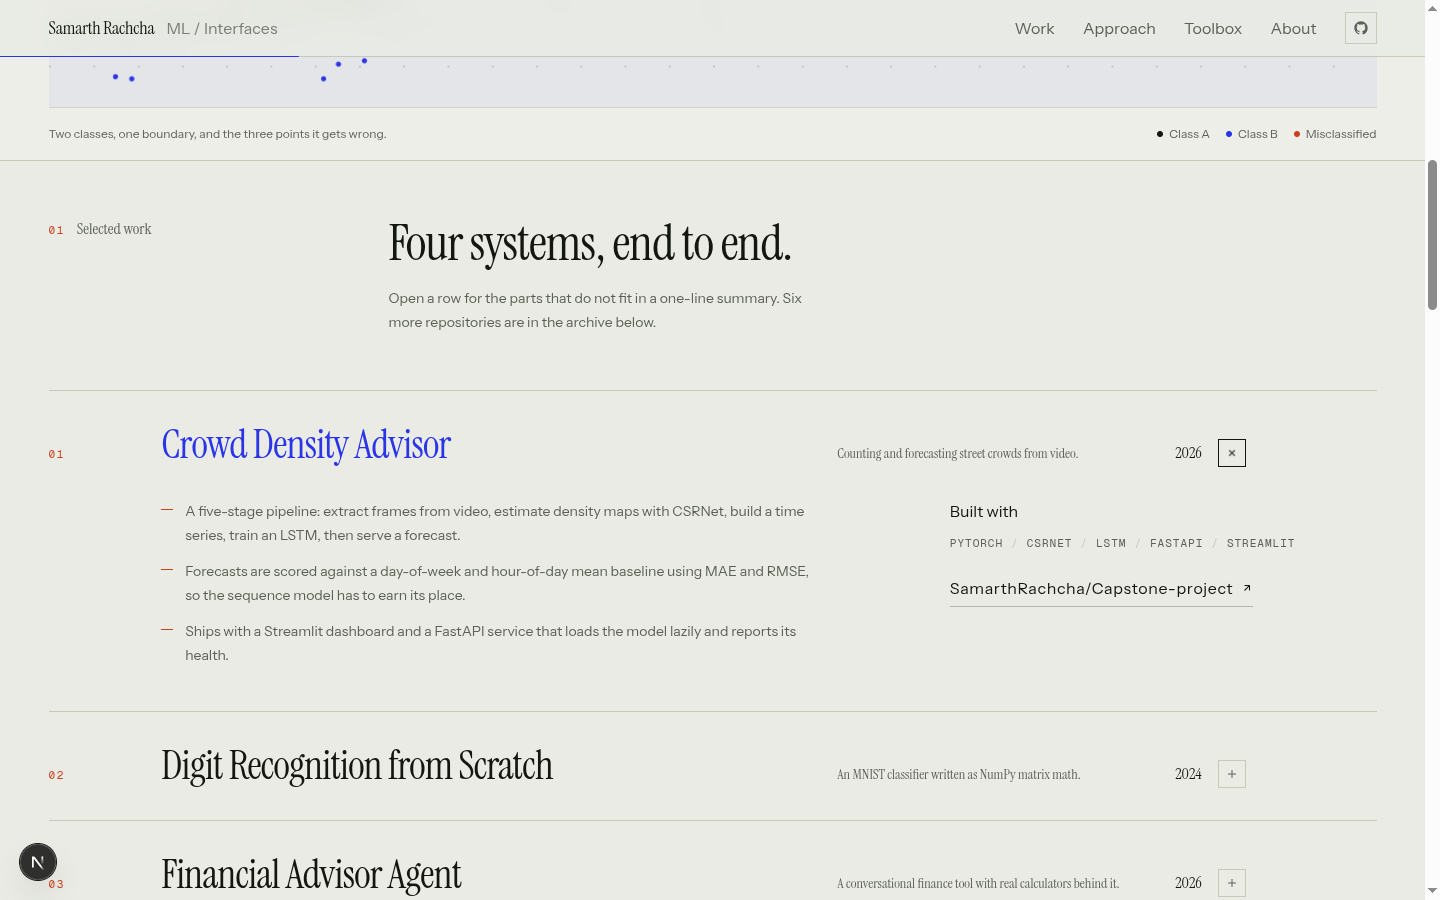 Samarth Rachcha ML / Interfaces Work Approach Toolbox About
Two classes, one boundary, and the three points it gets wrong. Class A Class B Misclassified
01 Selected work
Four systems, end to end.
Open a row for the parts that do not fit in a one-line summary. Six
more repositories are in the archive below.
01 Crowd Density Advisor Counting and forecasting street crowds from video. 2026 ×
— A five-stage pipeline: extract frames from video, estimate density maps with CSRNet, build a time
series, train an LSTM, then serve a forecast.
— Forecasts are scored against a day-of-week and hour-of-day mean baseline using MAE and RMSE,
so the sequence model has to earn its place.
— Ships with a Streamlit dashboard and a FastAPI service that loads the model lazily and reports its
health.
Built with
PYTORCH / CSRNET / LSTM / FASTAPI / STREAMLIT
SamarthRachcha/Capstone-project ↗
02 Digit Recognition from Scratch An MNIST classifier written as NumPy matrix math. 2024 +
03 Financial Advisor Agent A conversational finance tool with real calculators behind it. 2026 +
N